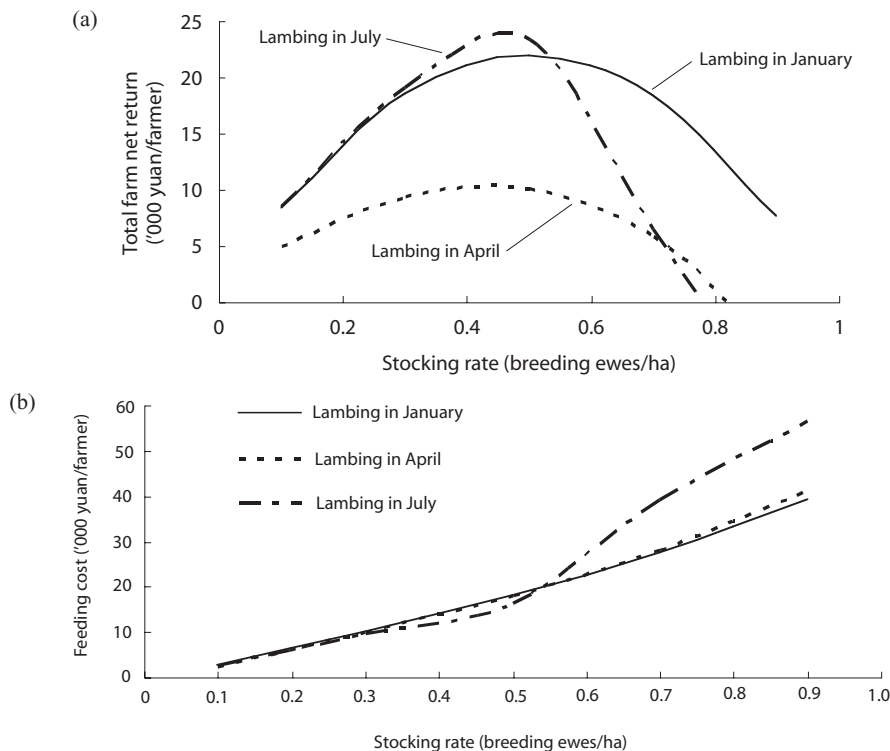 (a)
Total farm net return
('000 yuan/farmer)
25
20
15
10
5
0
Lambing in July
Lambing in January
Lambing in April
0
0.2
0.4
0.6
0.8
1
Stocking rate (breeding ewes/ha)
(b)
Feeding cost ('000 yuan/farmer)
60
50
40
30
20
10
0
Lambing in January
Lambing in April
Lambing in July
0
0.1
0.2
0.3
0.4
0.5
0.6
0.7
0.8
0.9
1.0
Stocking rate (breeding ewes/ha)